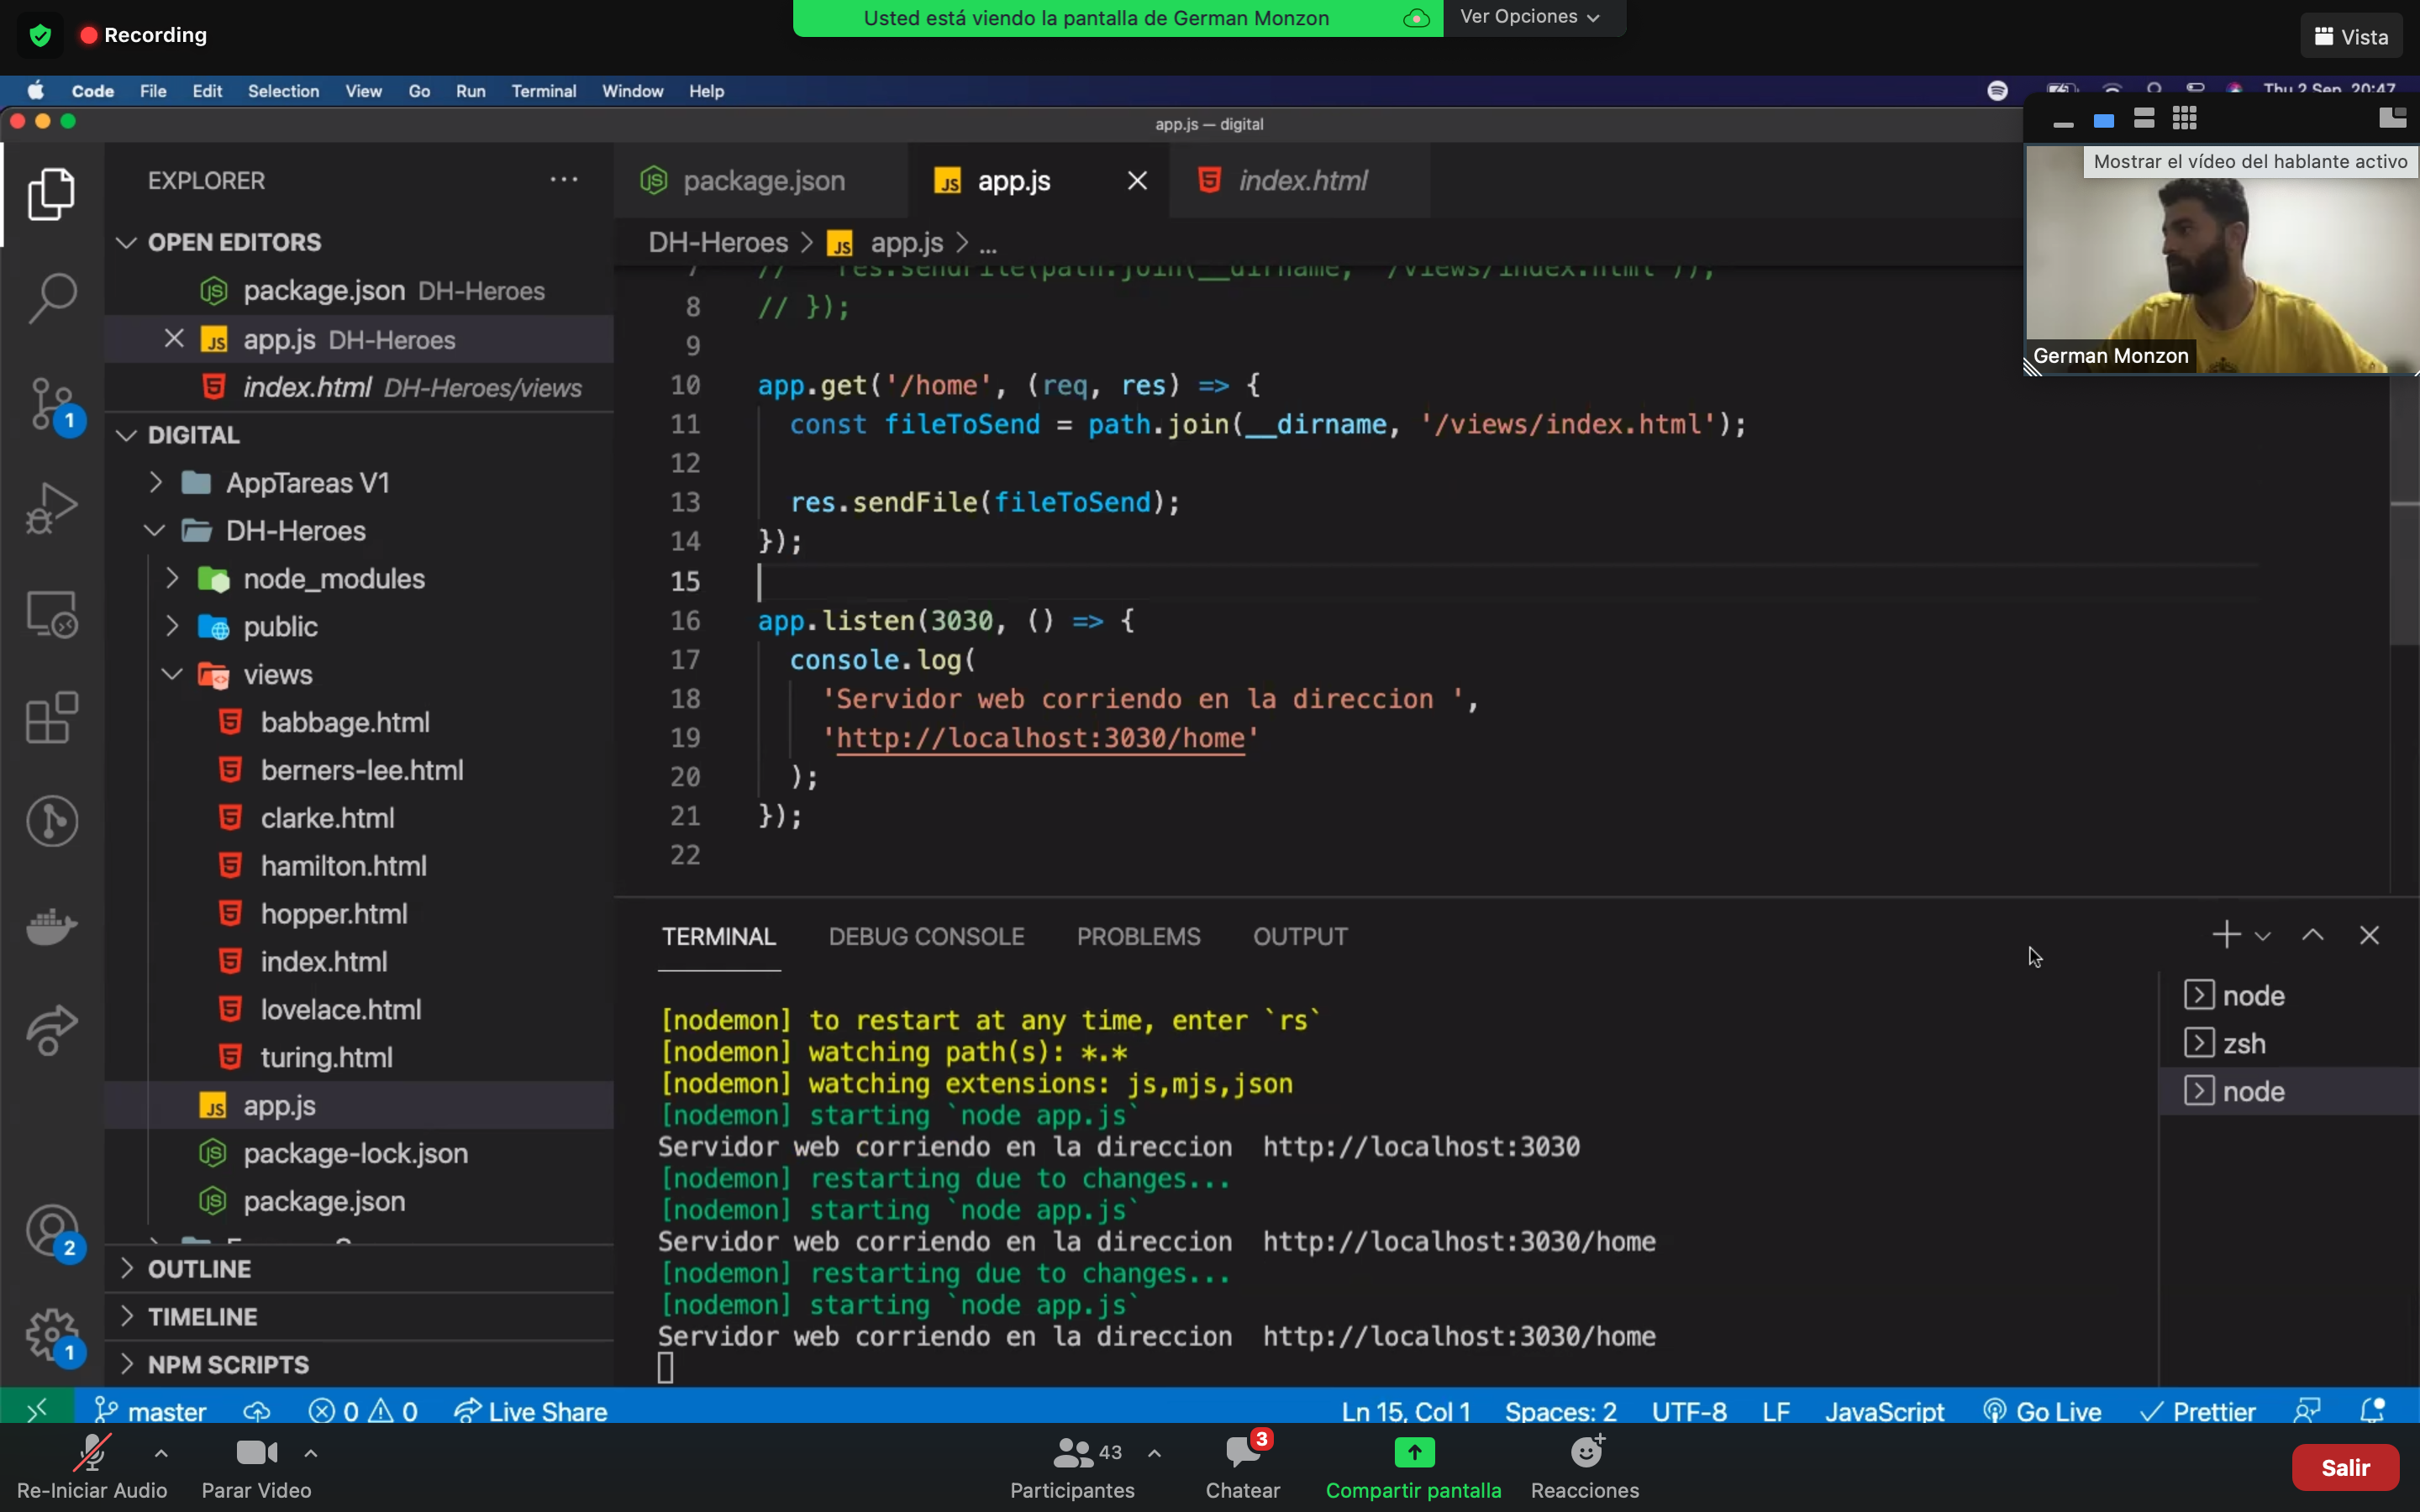 Recording
Usted está viendo la pantalla de German Monzon
Ver Opciones
Vista
Code File Edit Selection View Go Run Terminal Window Help
Thu 2 Sep 20:47
app.js — digital
Mostrar el vídeo del hablante activo
German Monzon
EXPLORER
OPEN EDITORS
package.json DH-Heroes
app.js DH-Heroes
index.html DH-Heroes/views
DIGITAL
AppTareas V1
DH-Heroes
node_modules
public
views
babbage.html
berners-lee.html
clarke.html
hamilton.html
hopper.html
index.html
lovelace.html
turing.html
app.js
package-lock.json
package.json
OUTLINE
TIMELINE
NPM SCRIPTS
package.json
app.js
index.html
DH-Heroes > app.js > ...
7 // res.sendFile(path.join(__dirname, '/views/index.html'));
8 // });
9
10 app.get('/home', (req, res) => {
11 const fileToSend = path.join(__dirname, '/views/index.html');
12
13 res.sendFile(fileToSend);
14 });
15
16 app.listen(3030, () => {
17 console.log(
18 'Servidor web corriendo en la direccion ',
19 'http://localhost:3030/home'
20 );
21 });
22
TERMINAL DEBUG CONSOLE PROBLEMS OUTPUT
[nodemon] to restart at any time, enter `rs`
[nodemon] watching path(s): *.*
[nodemon] watching extensions: js,mjs,json
[nodemon] starting `node app.js`
Servidor web corriendo en la direccion  http://localhost:3030
[nodemon] restarting due to changes...
[nodemon] starting `node app.js`
Servidor web corriendo en la direccion  http://localhost:3030/home
[nodemon] restarting due to changes...
[nodemon] starting `node app.js`
Servidor web corriendo en la direccion  http://localhost:3030/home
node
zsh
node
1
2
1
master 0 0 Live Share
Ln 15, Col 1 Spaces: 2 UTF-8 LF JavaScript Go Live Prettier
Re-Iniciar Audio
Parar Video
43
Participantes
3
Chatear
Compartir pantalla
Reacciones
Salir